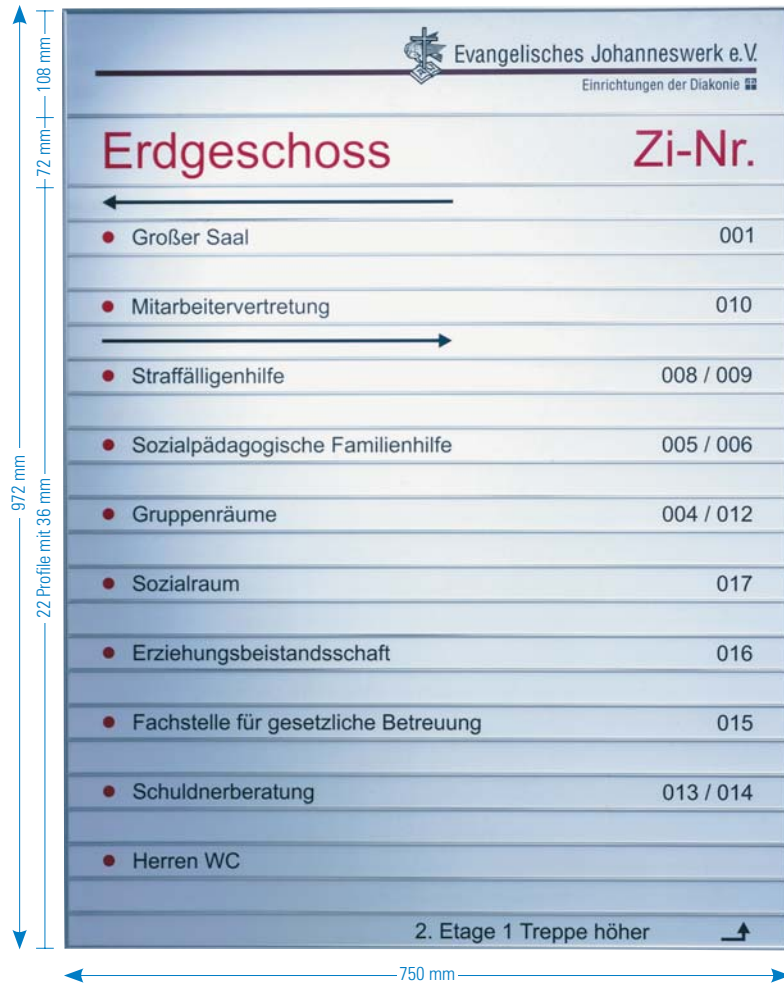 Evangelisches Johanneswerk e.V.
Einrichtungen der Diakonie
Erdgeschoss Zi-Nr.
Großer Saal 001
Mitarbeitervertretung 010
Straffälligenhilfe 008 / 009
Sozialpädagogische Familienhilfe 005 / 006
Gruppenräume 004 / 012
Sozialraum 017
Erziehungsbeistandsschaft 016
Fachstelle für gesetzliche Betreuung 015
Schuldnerberatung 013 / 014
Herren WC
2. Etage 1 Treppe höher
108 mm
72 mm
22 Profile mit 36 mm
972 mm
750 mm